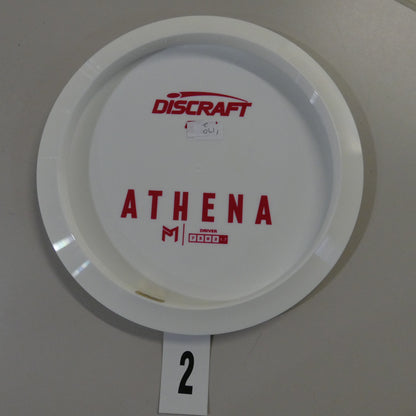 DISCRAFT
ATHENA
DRIVER
2